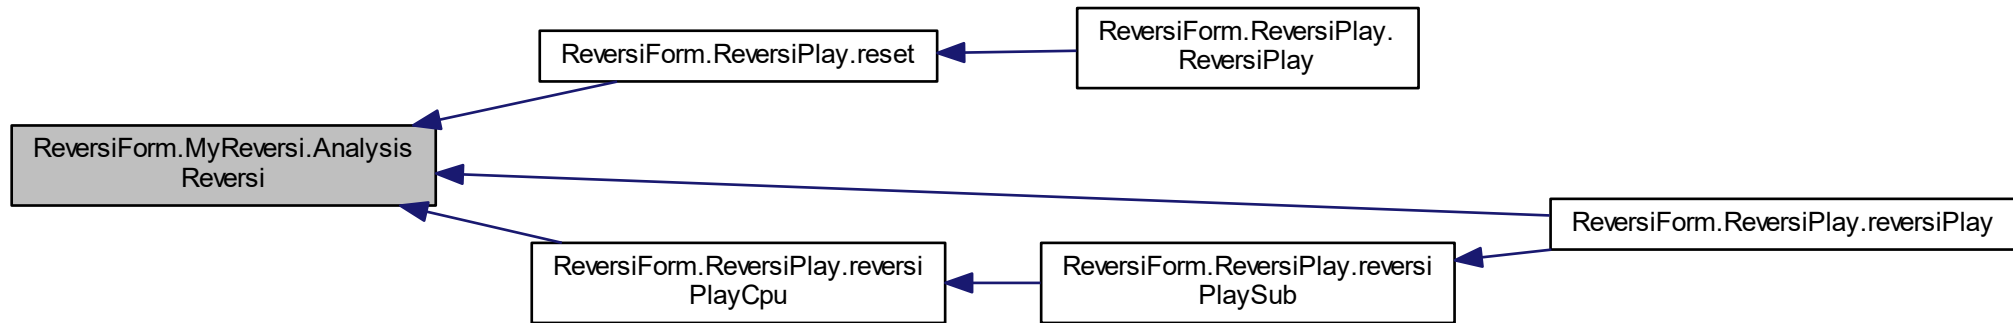 ReversiForm.ReversiPlay.
ReversiPlay
ReversiForm.ReversiPlay.reset
ReversiForm.MyReversi.Analysis
Reversi
ReversiForm.ReversiPlay.reversiPlay
ReversiForm.ReversiPlay.reversi
PlayCpu
ReversiForm.ReversiPlay.reversi
PlaySub